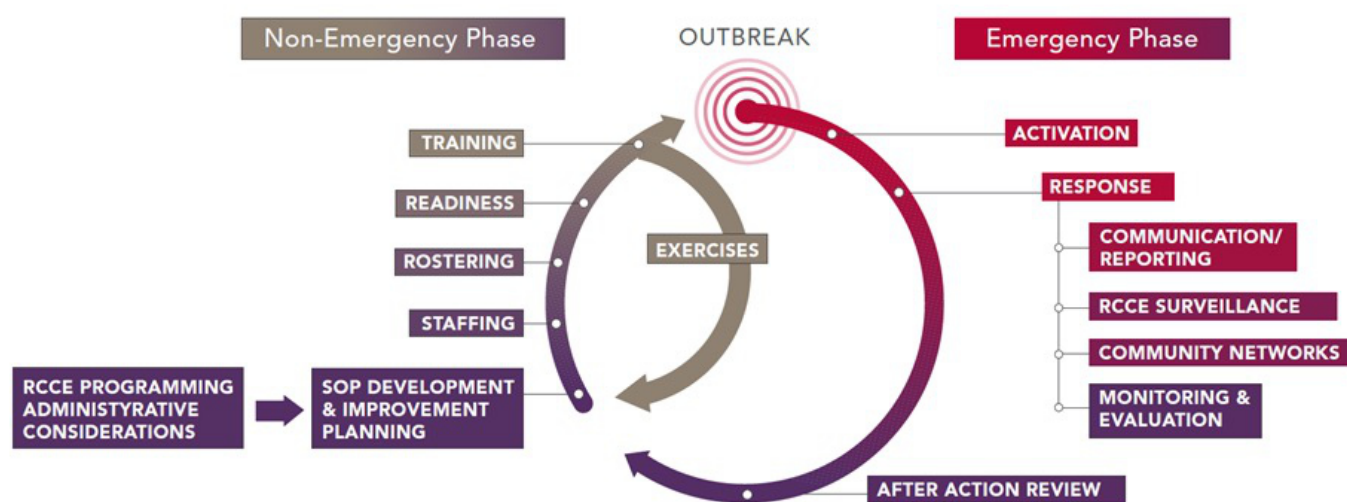 Non-Emergency Phase
OUTBREAK
Emergency Phase
TRAINING
READINESS
ROSTERING
STAFFING
EXERCISES
RCCE PROGRAMMING
ADMINISTYRATIVE
CONSIDERATIONS
SOP DEVELOPMENT
& IMPROVEMENT
PLANNING
ACTIVATION
RESPONSE
COMMUNICATION/
REPORTING
RCCE SURVEILLANCE
COMMUNITY NETWORKS
MONITORING &
EVALUATION
AFTER ACTION REVIEW